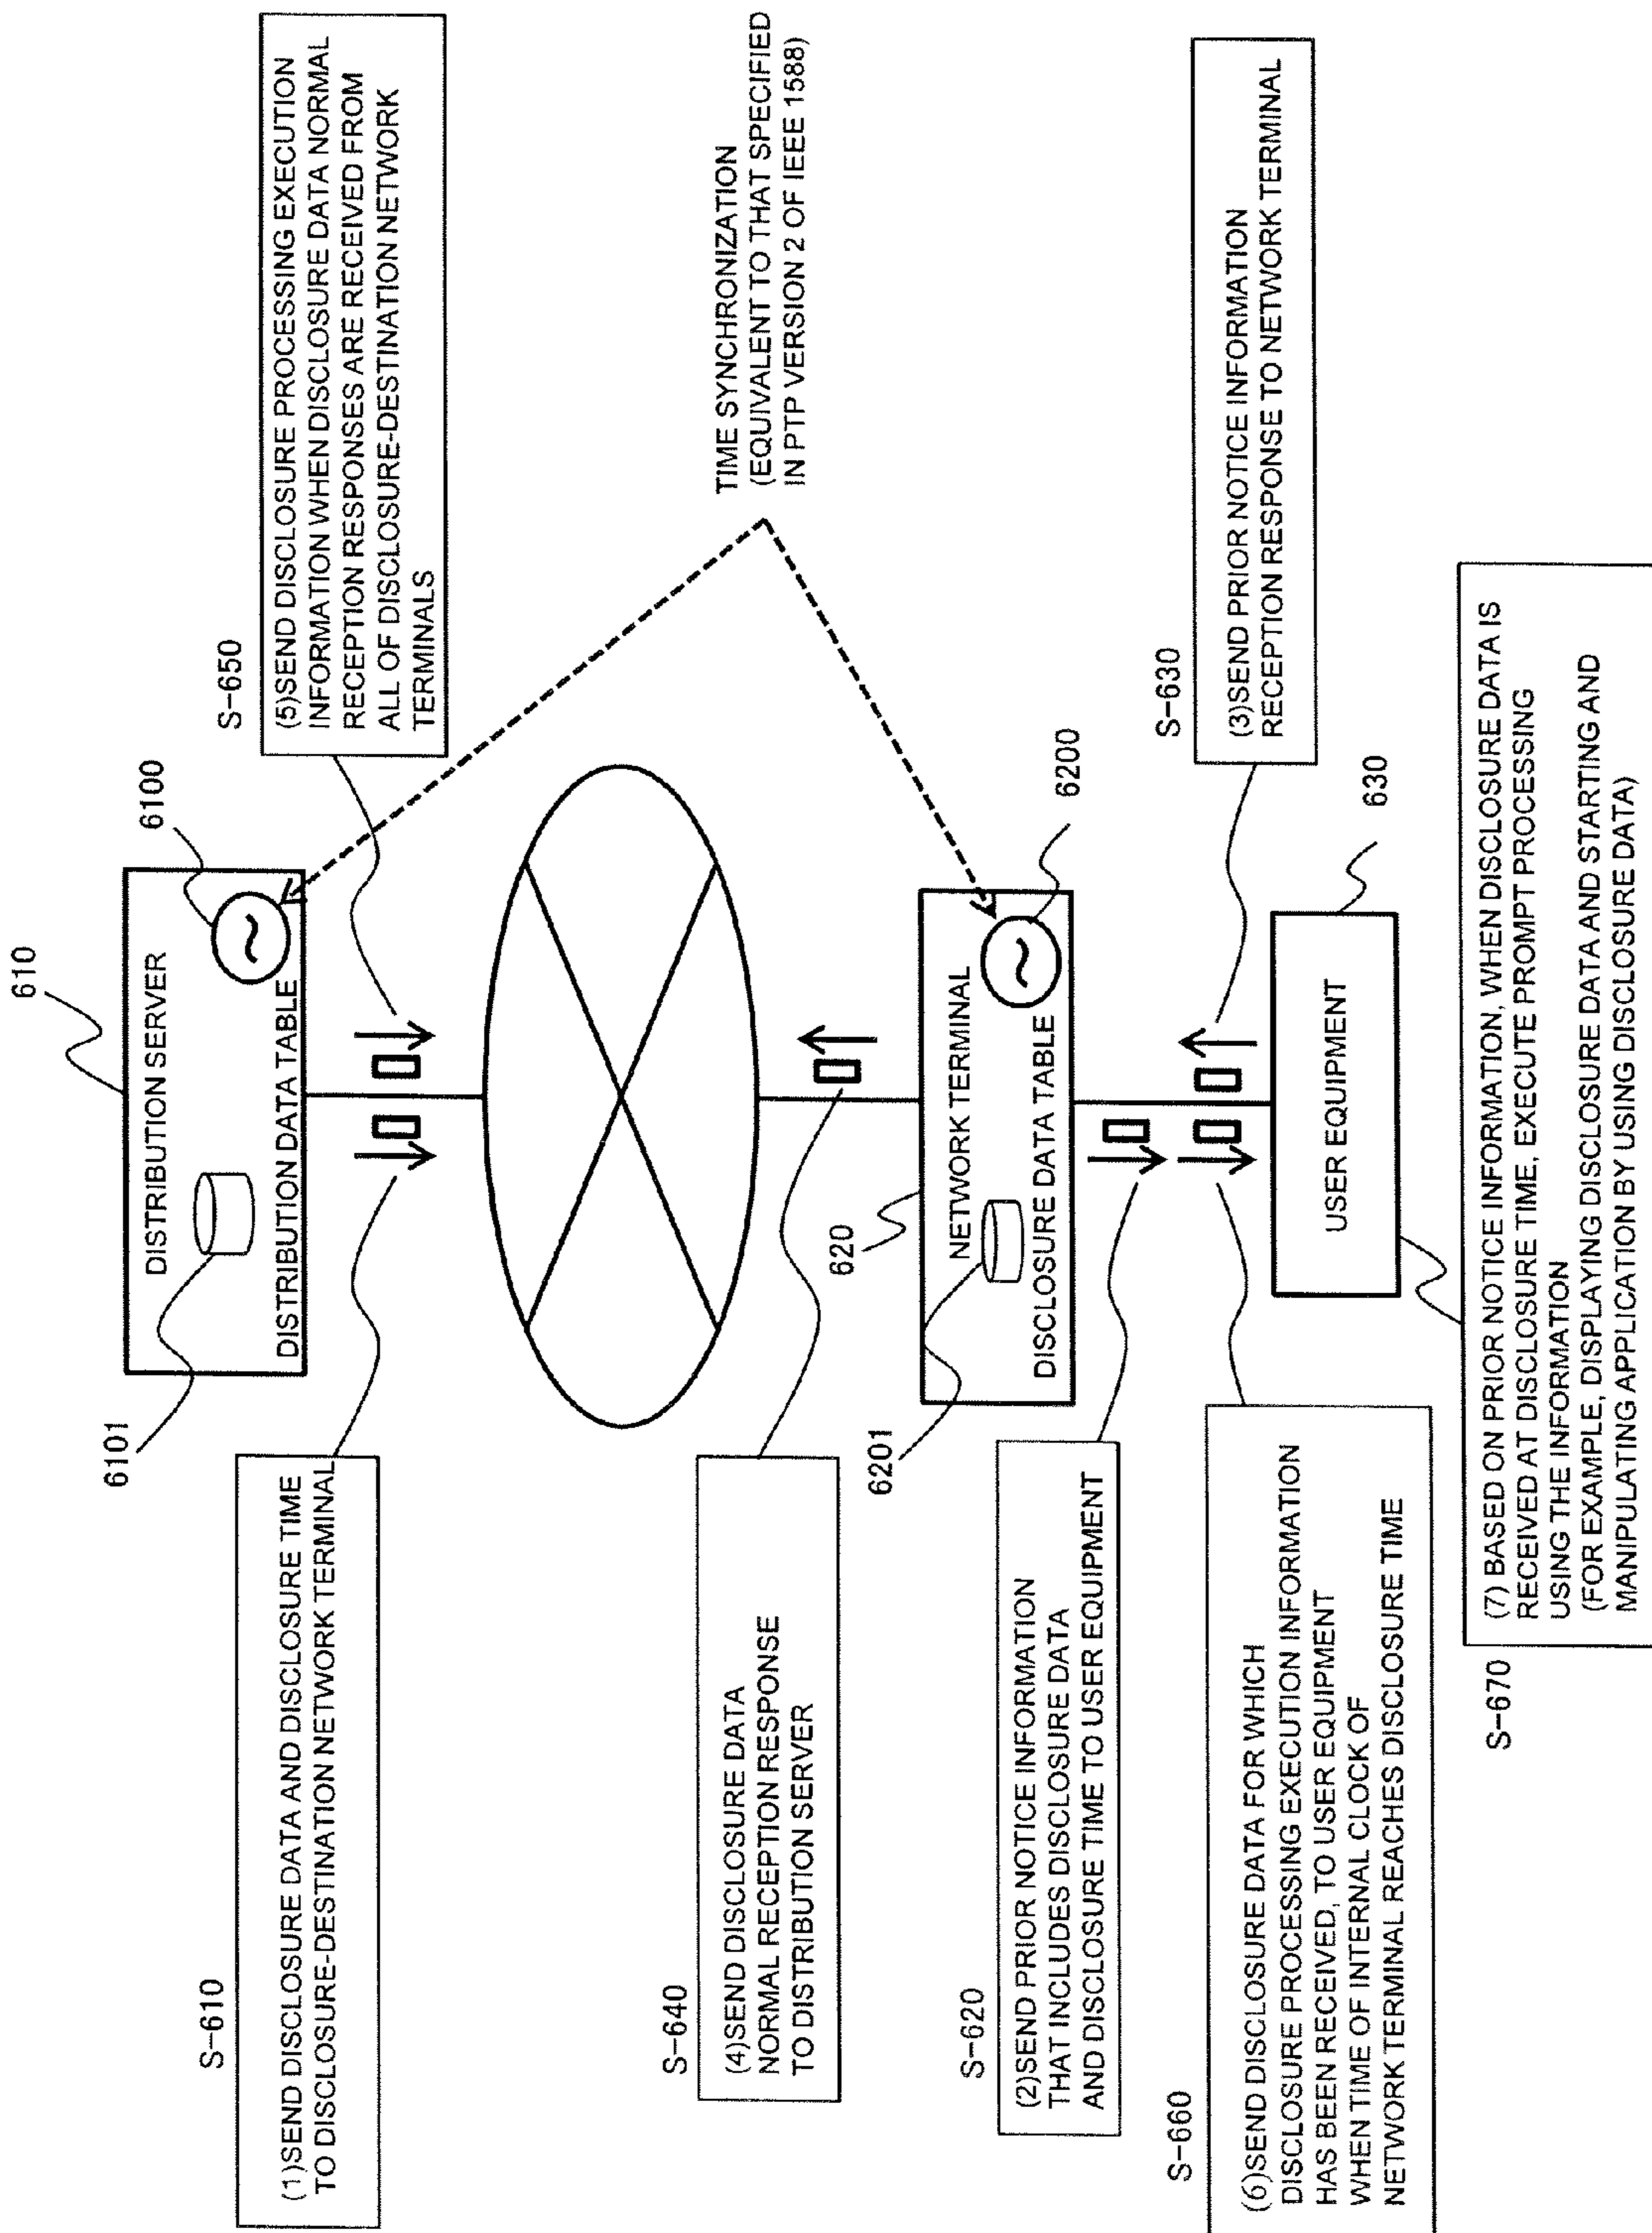 610
DISTRIBUTION SERVER
6101
6100
DISTRIBUTION DATA TABLE
S-610
(1)SEND DISCLOSURE DATA AND DISCLOSURE TIME
TO DISCLOSURE-DESTINATION NETWORK TERMINAL
S-650
(5)SEND DISCLOSURE PROCESSING EXECUTION
INFORMATION WHEN DISCLOSURE DATA NORMAL
RECEPTION RESPONSES ARE RECEIVED FROM
ALL OF DISCLOSURE-DESTINATION NETWORK
TERMINALS
TIME SYNCHRONIZATION
(EQUIVALENT TO THAT SPECIFIED
IN PTP VERSION 2 OF IEEE 1588)
S-640
(4)SEND DISCLOSURE DATA
NORMAL RECEPTION RESPONSE
TO DISTRIBUTION SERVER
620
NETWORK TERMINAL
6201
6200
DISCLOSURE DATA TABLE
S-620
(2)SEND PRIOR NOTICE INFORMATION
THAT INCLUDES DISCLOSURE DATA
AND DISCLOSURE TIME TO USER EQUIPMENT
S-630
(3)SEND PRIOR NOTICE INFORMATION
RECEPTION RESPONSE TO NETWORK TERMINAL
S-660
(6)SEND DISCLOSURE DATA FOR WHICH
DISCLOSURE PROCESSING EXECUTION INFORMATION
HAS BEEN RECEIVED, TO USER EQUIPMENT
WHEN TIME OF INTERNAL CLOCK OF
NETWORK TERMINAL REACHES DISCLOSURE TIME
630
USER EQUIPMENT
S-670
(7) BASED ON PRIOR NOTICE INFORMATION, WHEN DISCLOSURE DATA IS
RECEIVED AT DISCLOSURE TIME, EXECUTE PROMPT PROCESSING
USING THE INFORMATION
(FOR EXAMPLE, DISPLAYING DISCLOSURE DATA AND STARTING AND
MANIPULATING APPLICATION BY USING DISCLOSURE DATA)